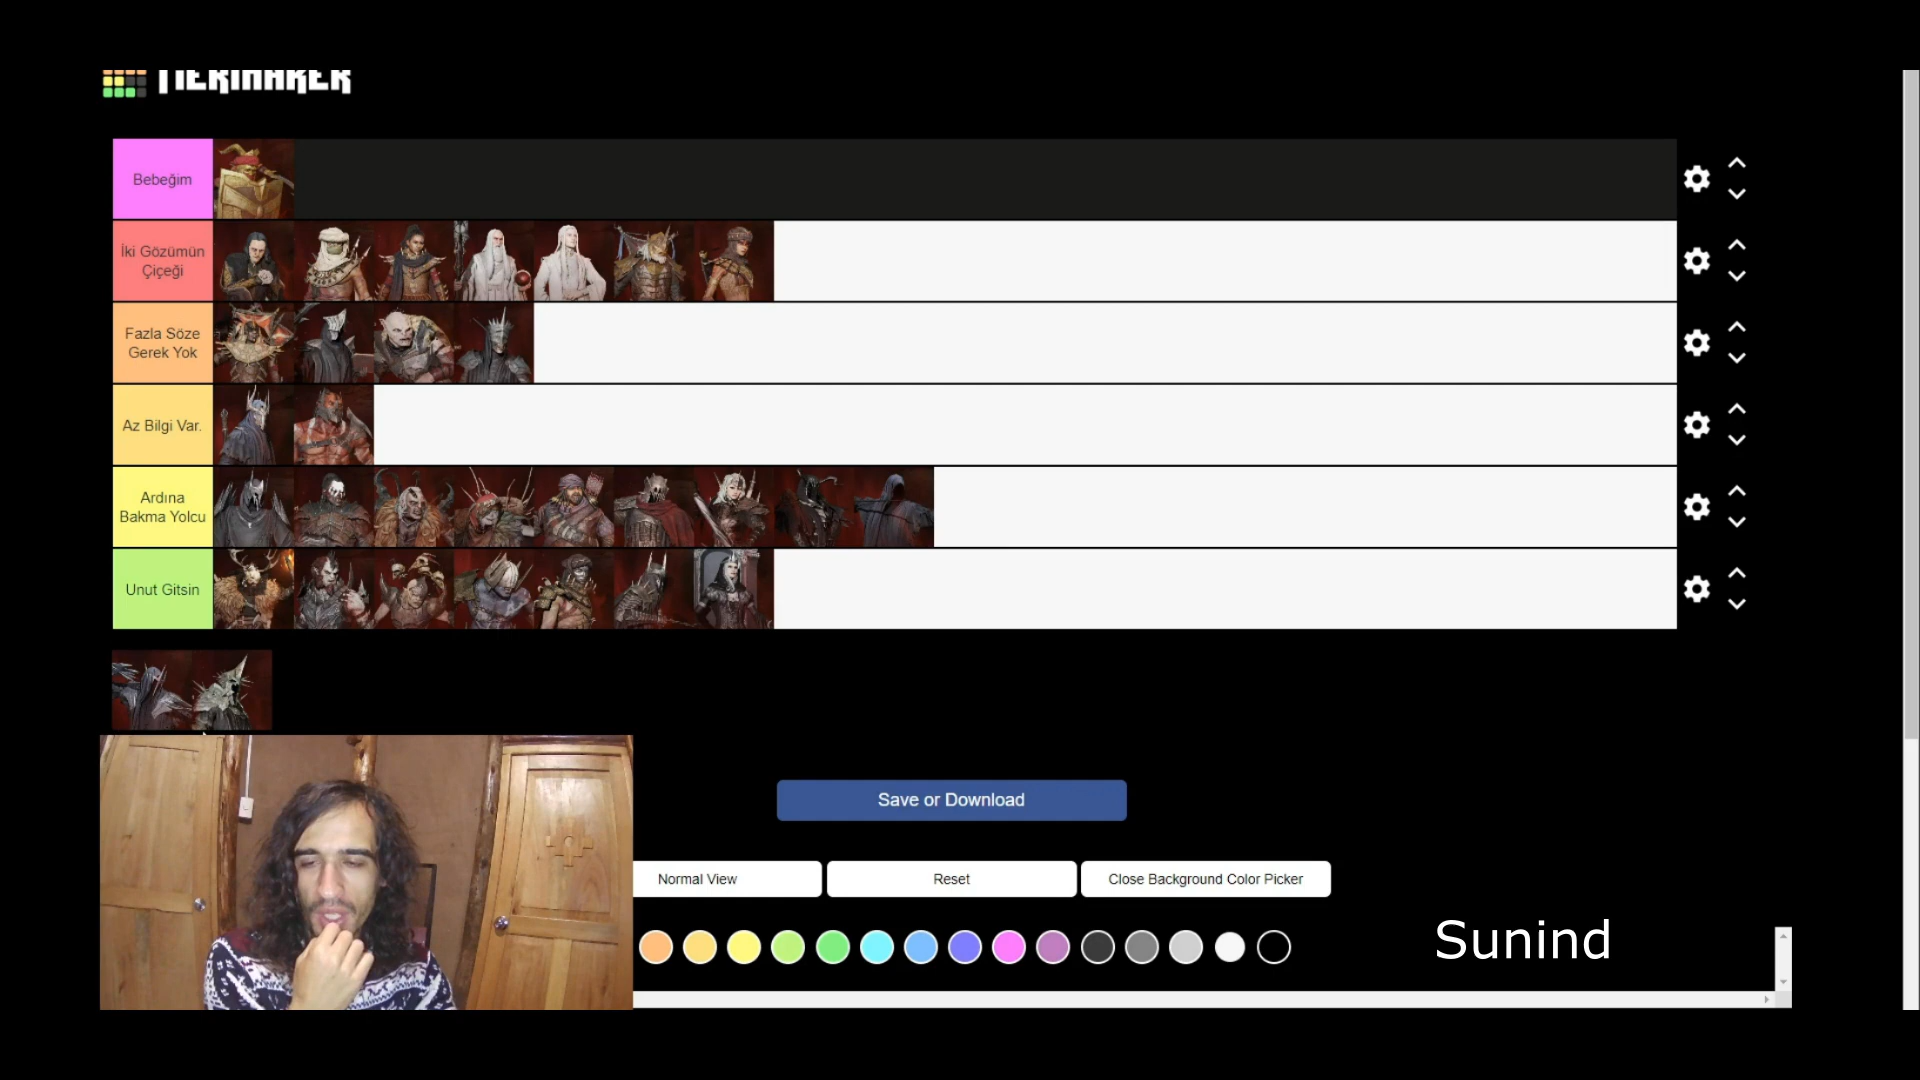 TIERMAKER
Bebeğim
İki Gözümün
Çiçeği
Fazla Söze
Gerek Yok
Az Bilgi Var.
Ardına
Bakma Yolcu
Unut Gitsin
Save or Download
Normal View
Reset
Close Background Color Picker
Sunind